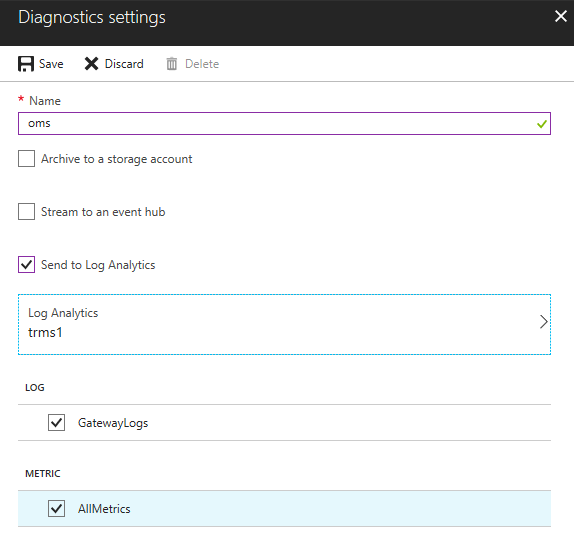 Diagnostics settings
Save Discard Delete
* Name
oms
Archive to a storage account
Stream to an event hub
Send to Log Analytics
Log Analytics
trms1
LOG
GatewayLogs
METRIC
AllMetrics